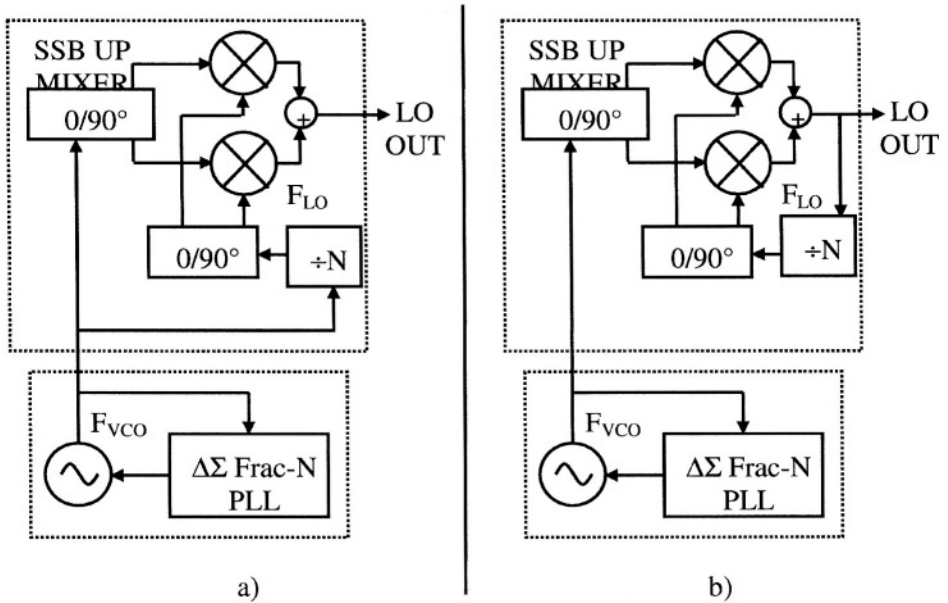 SSB UP
MIXER
0/90°
+
LO
OUT
F_LO
0/90°
÷N
F_VCO
ΔΣ Frac-N
PLL
a)
SSB UP
MIXER
0/90°
+
LO
OUT
F_LO
0/90°
÷N
F_VCO
ΔΣ Frac-N
PLL
b)